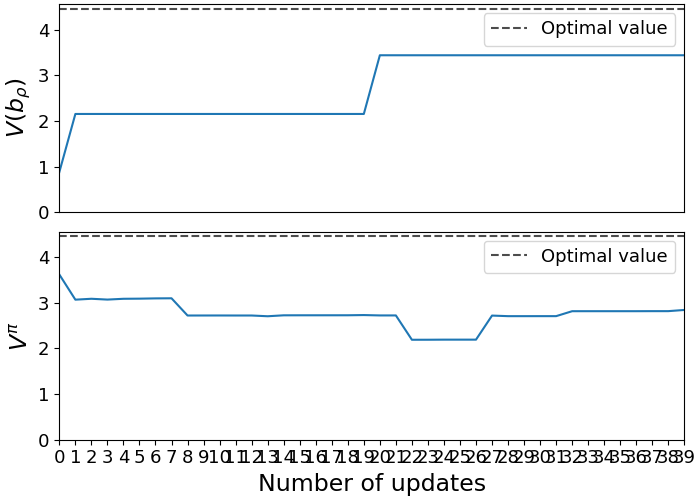 4
3
2
1
0
V(b_ρ)
Optimal value
4
3
2
1
0
V^π
Optimal value
0 1 2 3 4 5 6 7 8 9 10 11 12 13 14 15 16 17 18 19 20 21 22 23 24 25 26 27 28 29 30 31 32 33 34 35 36 37 38 39
Number of updates